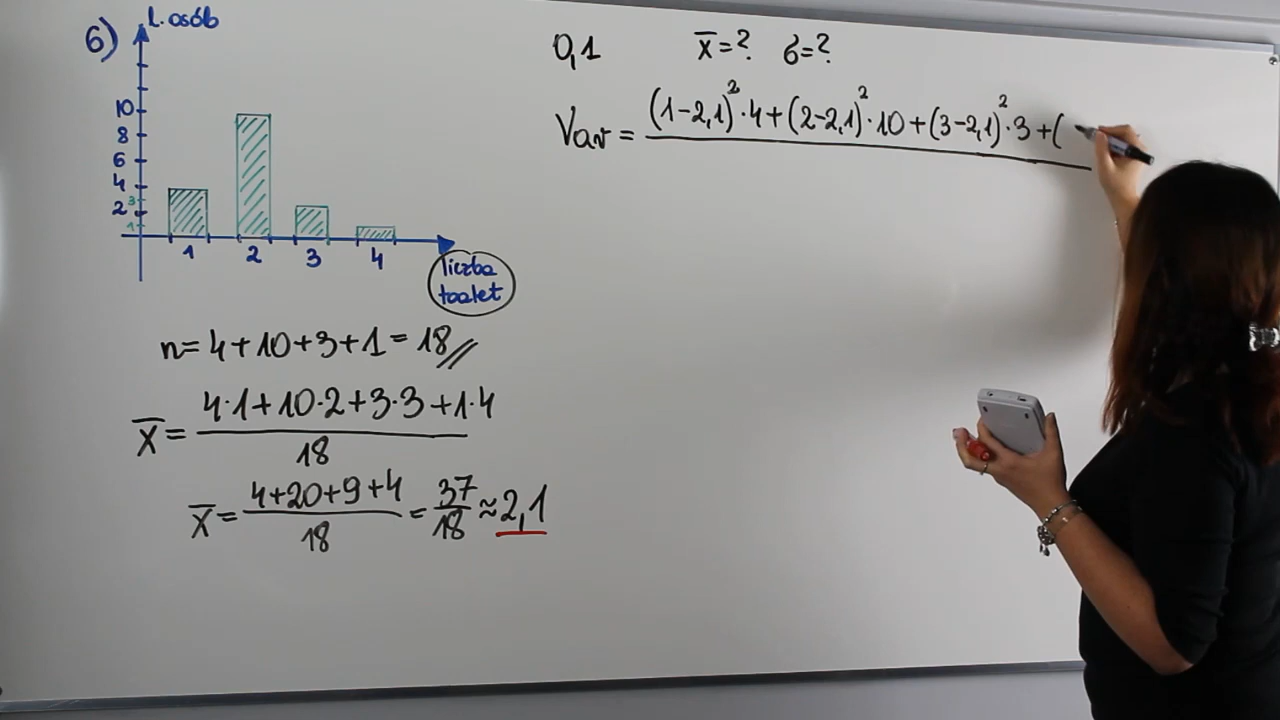 6)
l. osób
10
8
6
4
3
2
1
1 2 3 4
liczba
toalet
n=4+10+3+1=18
x̄= 4·1+10·2+3·3+1·4
18
x̄= 4+20+9+4 = 37 ≈2,1
18 18
0,1 x̄=? σ=?
Var = (1-2,1)²·4+(2-2,1)²·10+(3-2,1)²·3+(